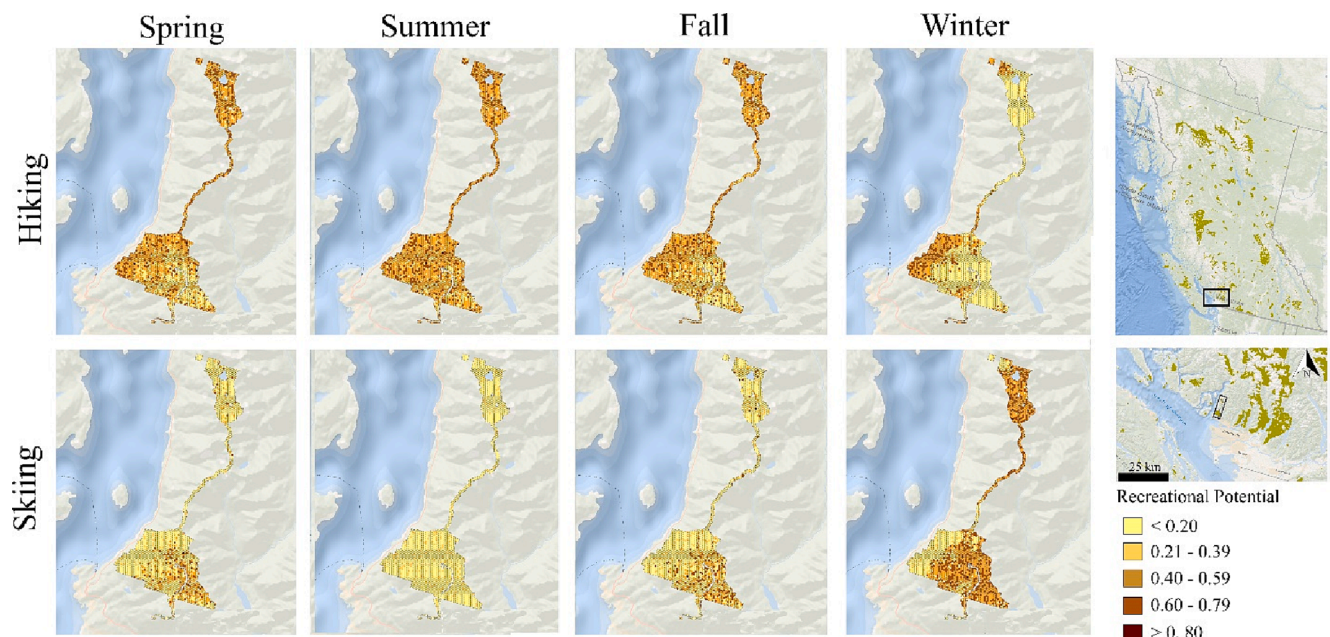 Spring
Summer
Fall
Winter
Hiking
Skiing
N
25 km
Recreational Potential
< 0.20
0.21 - 0.39
0.40 - 0.59
0.60 - 0.79
> 0. 80